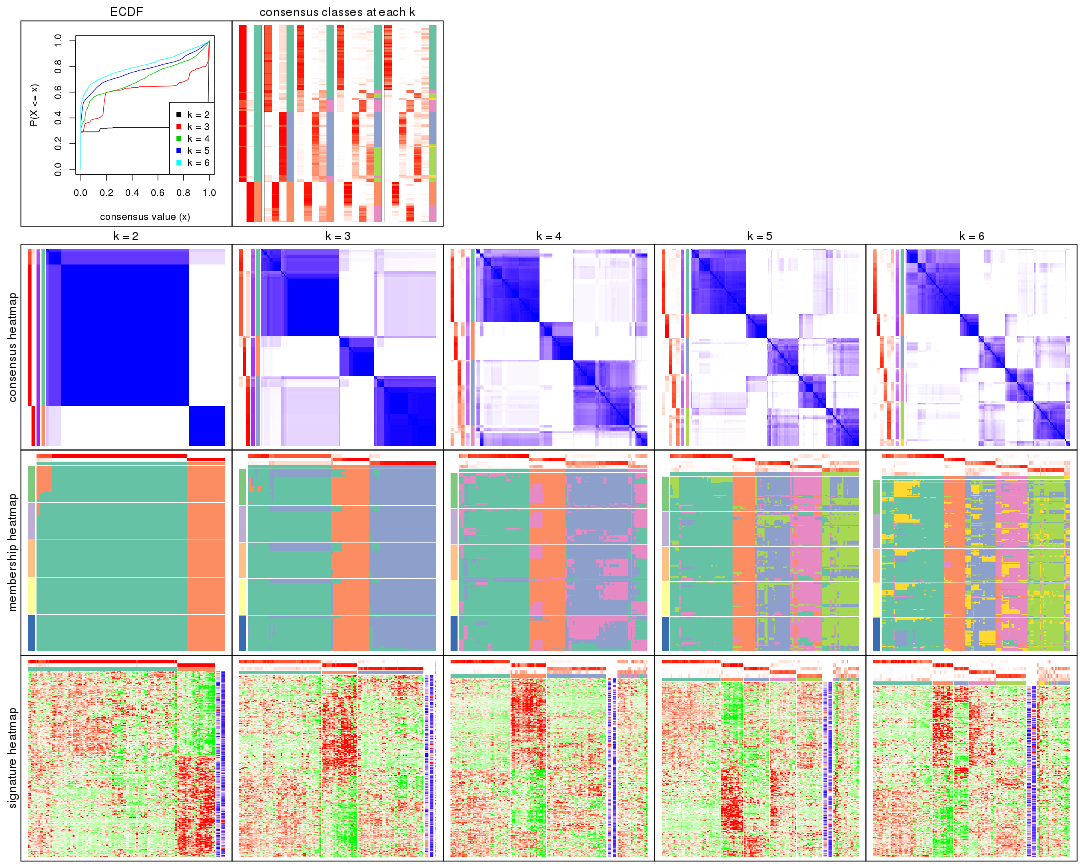 ECDF
consensus classes at each k
P(X <= x)
0.0 0.2 0.4 0.6 0.8 1.0
k = 2
k = 3
k = 4
k = 5
k = 6
0.0 0.2 0.4 0.6 0.8 1.0
consensus value (x)
k = 2 k = 3 k = 4 k = 5 k = 6
consensus heatmap
membership heatmap
signature heatmap